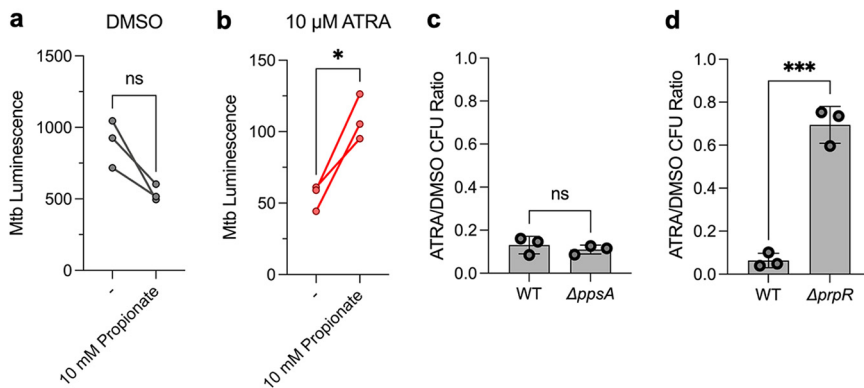 a
DMSO
Mtb Luminescence
1500
1000
500
0
ns
-
10 mM Propionate
b
10 µM ATRA
Mtb Luminescence
150
100
50
0
*
-
10 mM Propionate
c
ATRA/DMSO CFU Ratio
1.0
0.8
0.6
0.4
0.2
0.0
ns
WT
ΔppsA
d
ATRA/DMSO CFU Ratio
1.0
0.8
0.6
0.4
0.2
0.0
***
WT
ΔprpR